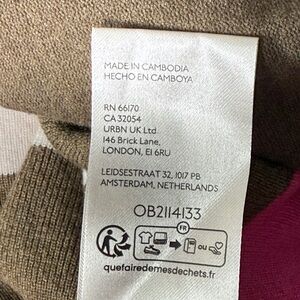 MADE IN CAMBODIA
HECHO EN CAMBOYA
RN 66170
CA 32054
URBN UK Ltd.
146 Brick Lane,
LONDON, E1 6RU
LEIDSESTRAAT 32, 1017 PB
AMSTERDAM, NETHERLANDS
OB2114133
FR
OU
quefairedemesdechets.fr